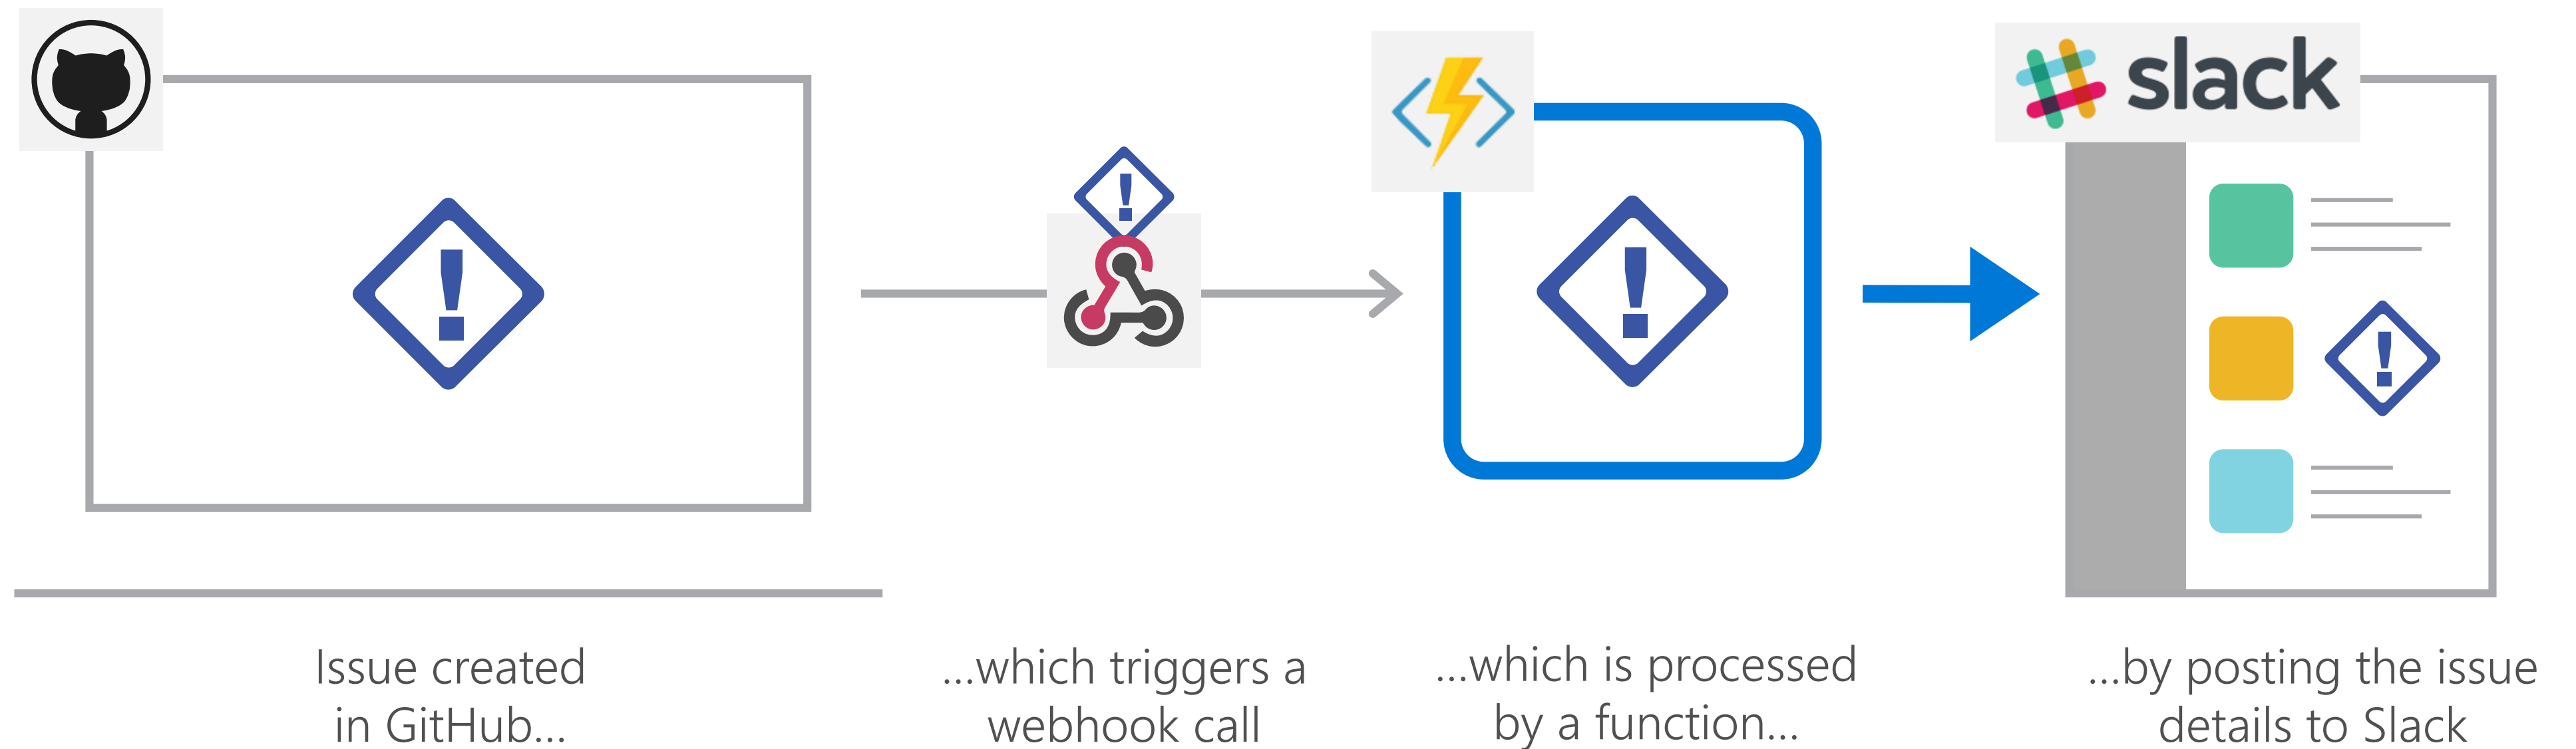 slack
Issue created
in GitHub...
...which triggers a
webhook call
...which is processed
by a function...
...by posting the issue
details to Slack